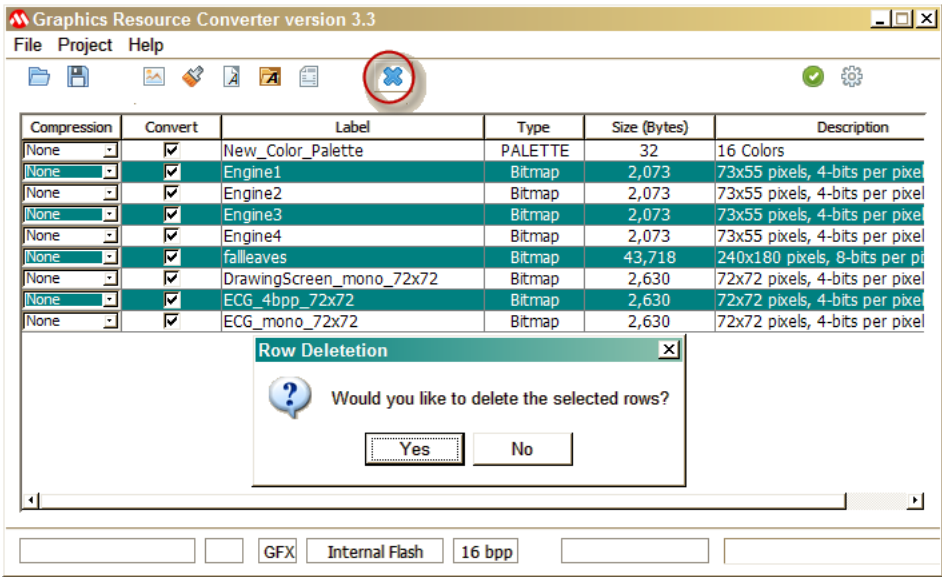 Graphics Resource Converter version 3.3
File Project Help
Compression Convert Label Type Size (Bytes) Description
None New_Color_Palette PALETTE 32 16 Colors
None Engine1 Bitmap 2,073 73x55 pixels, 4-bits per pixel
None Engine2 Bitmap 2,073 73x55 pixels, 4-bits per pixel
None Engine3 Bitmap 2,073 73x55 pixels, 4-bits per pixel
None Engine4 Bitmap 2,073 73x55 pixels, 4-bits per pixel
None fallleaves Bitmap 43,718 240x180 pixels, 8-bits per pi
None DrawingScreen_mono_72x72 Bitmap 2,630 72x72 pixels, 4-bits per pixel
None ECG_4bpp_72x72 Bitmap 2,630 72x72 pixels, 4-bits per pixel
None ECG_mono_72x72 Bitmap 2,630 72x72 pixels, 4-bits per pixel
Row Deletetion
Would you like to delete the selected rows?
Yes No
GFX Internal Flash 16 bpp